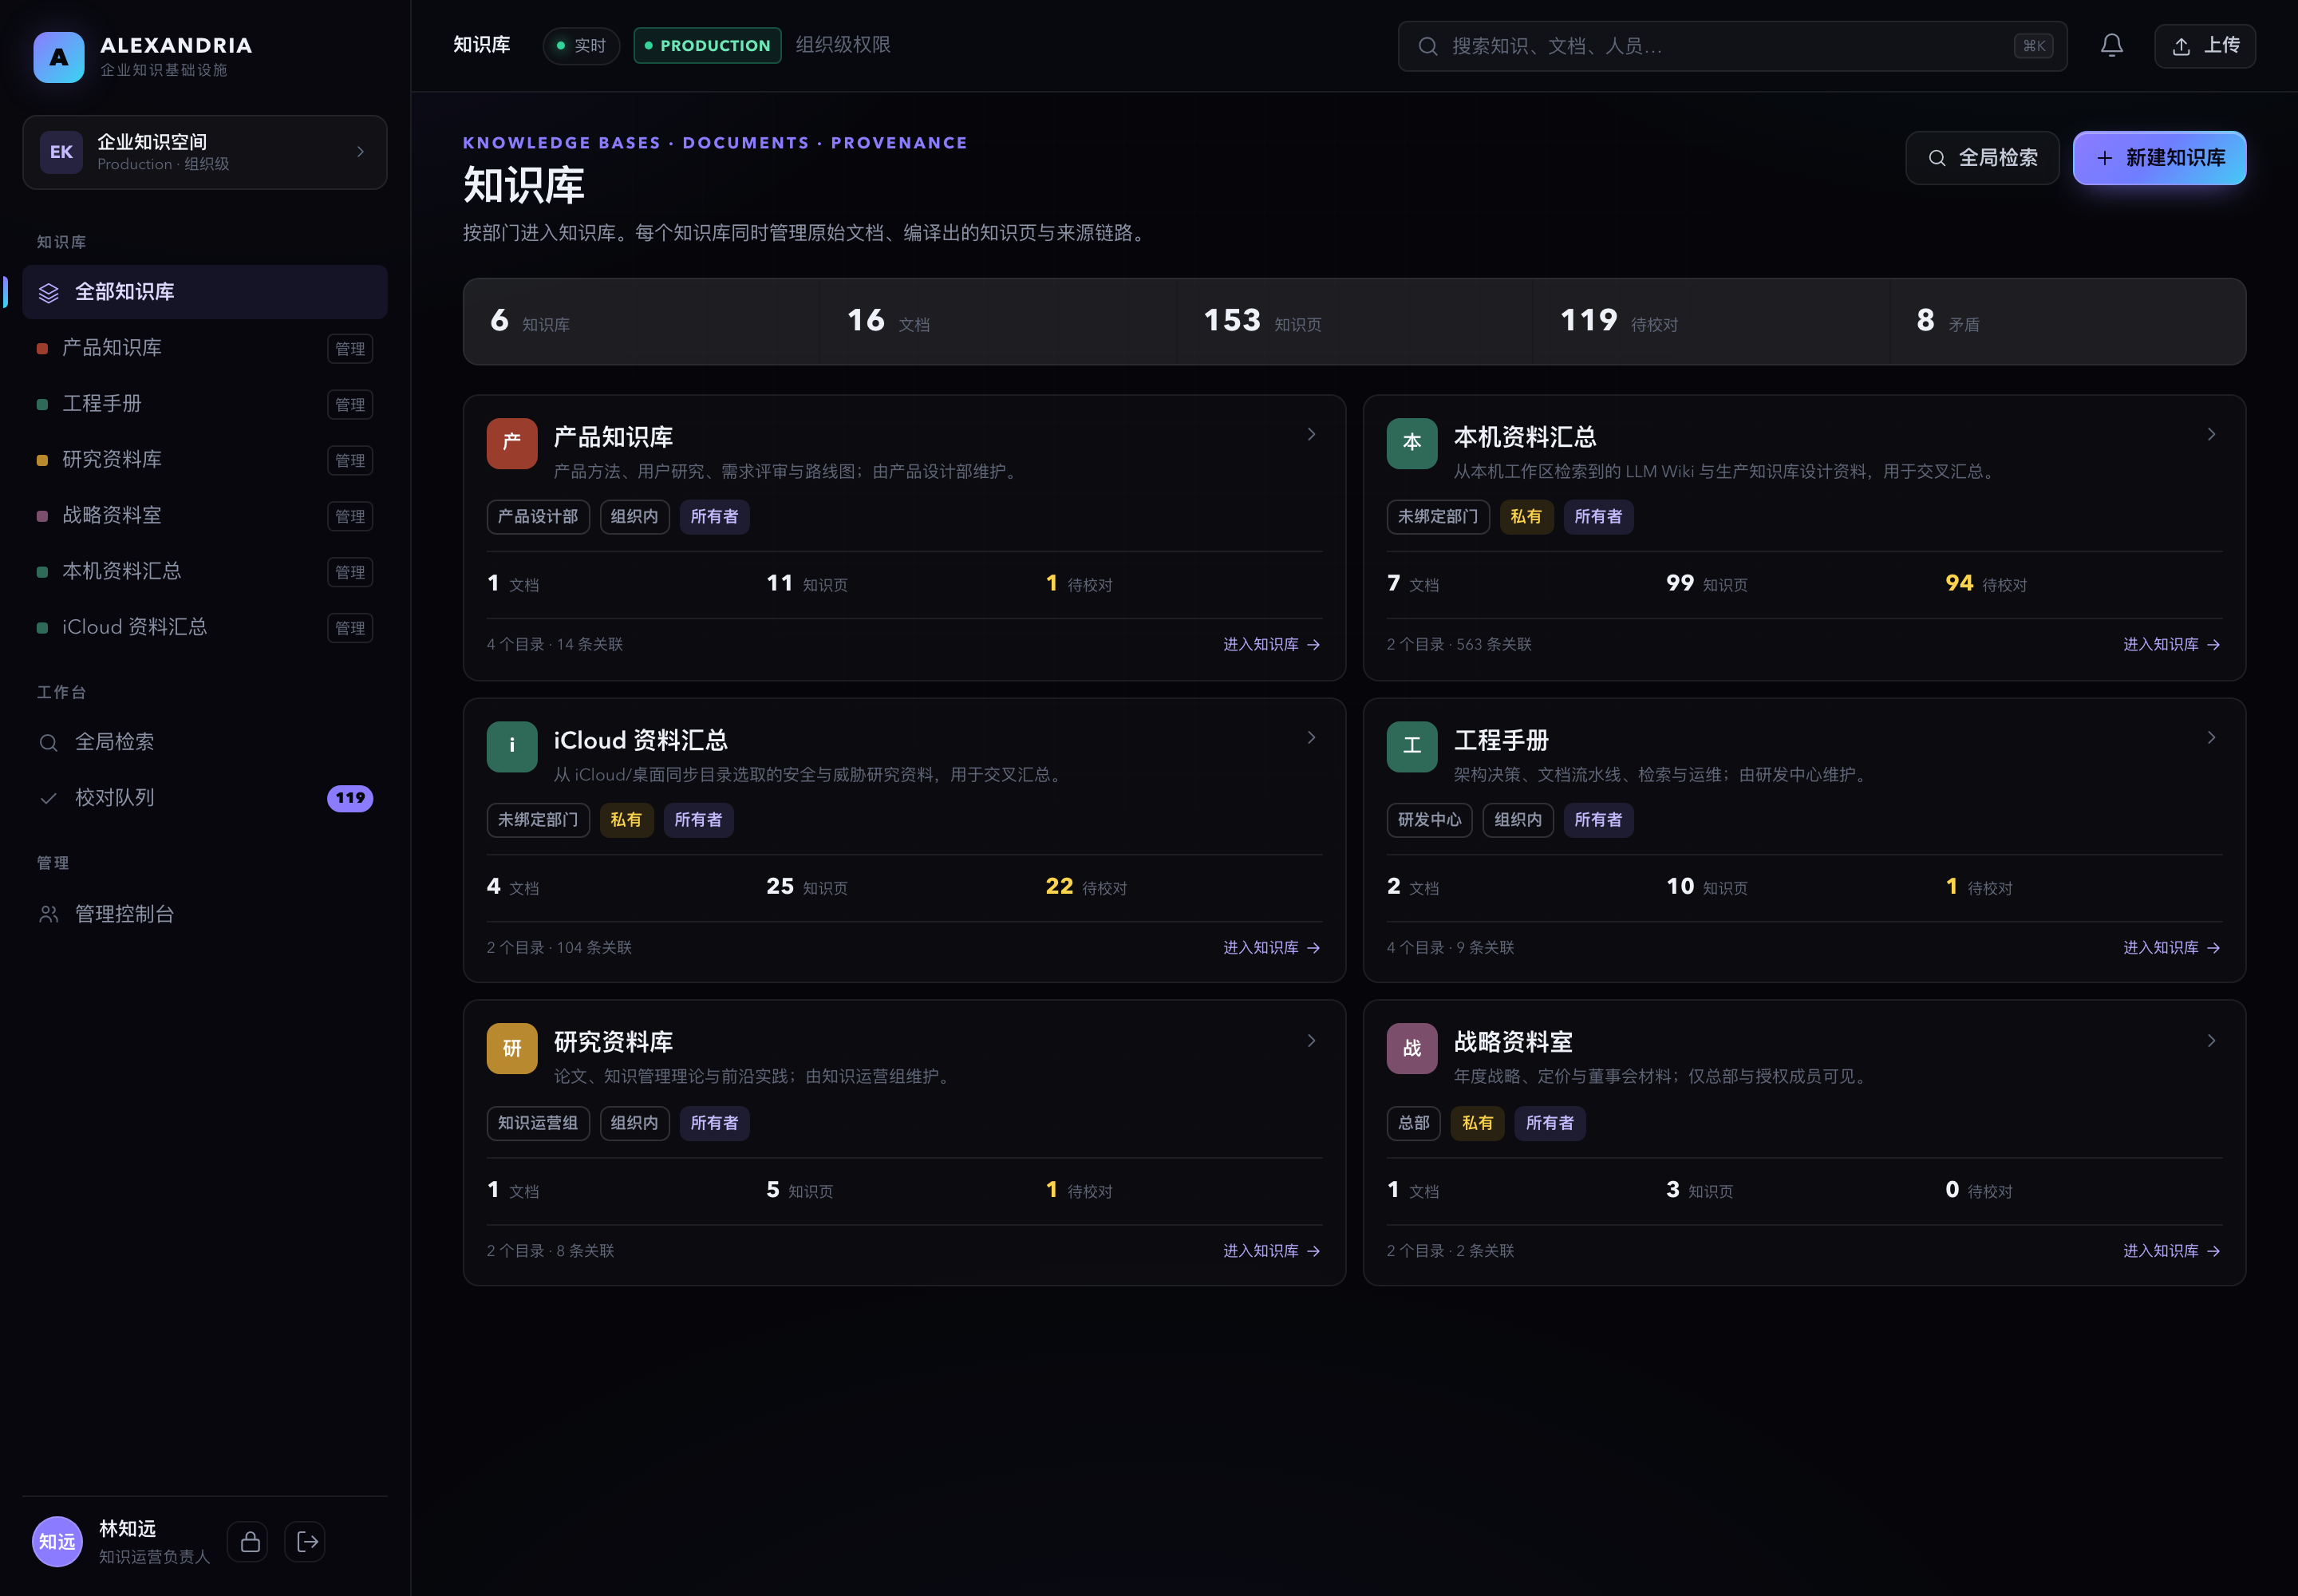 A
ALEXANDRIA
企业知识基础设施
EK
企业知识空间
Production · 组织级
知识库
全部知识库
产品知识库
管理
工程手册
管理
研究资料库
管理
战略资料室
管理
本机资料汇总
管理
iCloud 资料汇总
管理
工作台
全局检索
校对队列
119
管理
管理控制台
知远
林知远
知识运营负责人
知识库
实时
PRODUCTION
组织级权限
搜索知识、文档、人员...
⌘K
上传
KNOWLEDGE BASES · DOCUMENTS · PROVENANCE
知识库
按部门进入知识库。每个知识库同时管理原始文档、编译出的知识页与来源链路。
全局检索
新建知识库
6 知识库
16 文档
153 知识页
119 待校对
8 矛盾
产
产品知识库
产品方法、用户研究、需求评审与路线图；由产品设计部维护。
产品设计部 组织内 所有者
1 文档 11 知识页 1 待校对
4 个目录 · 14 条关联
进入知识库 →
本
本机资料汇总
从本机工作区检索到的 LLM Wiki 与生产知识库设计资料，用于交叉汇总。
未绑定部门 私有 所有者
7 文档 99 知识页 94 待校对
2 个目录 · 563 条关联
进入知识库 →
i
iCloud 资料汇总
从 iCloud/桌面同步目录选取的安全与威胁研究资料，用于交叉汇总。
未绑定部门 私有 所有者
4 文档 25 知识页 22 待校对
2 个目录 · 104 条关联
进入知识库 →
工
工程手册
架构决策、文档流水线、检索与运维；由研发中心维护。
研发中心 组织内 所有者
2 文档 10 知识页 1 待校对
4 个目录 · 9 条关联
进入知识库 →
研
研究资料库
论文、知识管理理论与前沿实践；由知识运营组维护。
知识运营组 组织内 所有者
1 文档 5 知识页 1 待校对
2 个目录 · 8 条关联
进入知识库 →
战
战略资料室
年度战略、定价与董事会材料；仅总部与授权成员可见。
总部 私有 所有者
1 文档 3 知识页 0 待校对
2 个目录 · 2 条关联
进入知识库 →